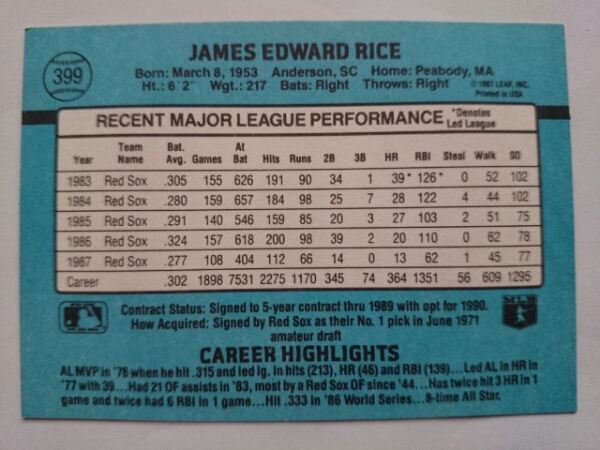 JAMES EDWARD RICE
399
Born: March 8, 1953 Anderson, SC Home: Peabody, MA
Ht.: 6'2" Wgt.: 217 Bats: Right Throws: Right
© 1987 LEAF, INC.
Printed in USA
RECENT MAJOR LEAGUE PERFORMANCE *Denotes
Led League
Year Team Name Bat. Avg. Games At Bat Hits Runs 2B 3B HR RBI Steal Walk SO
1983 Red Sox .305 155 626 191 90 34 1 39* 126* 0 52 102
1984 Red Sox .280 159 657 184 98 25 7 28 122 4 44 102
1985 Red Sox .291 140 546 159 85 20 3 27 103 2 51 75
1986 Red Sox .324 157 618 200 98 39 2 20 110 0 62 78
1987 Red Sox .277 108 404 112 66 14 0 13 62 1 45 77
Career .302 1898 7531 2275 1170 345 74 364 1351 56 609 1295
Contract Status: Signed to 5-year contract thru 1989 with opt for 1990.
How Acquired: Signed by Red Sox as their No. 1 pick in June 1971
amateur draft
CAREER HIGHLIGHTS
AL MVP in '78 when he hit .315 and led lg. in hits (213), HR (46) and RBI (139)...Led AL in HR in
'77 with 39...Had 21 OF assists in '83, most by a Red Sox OF since '44...Has twice hit 3 HR in 1
game and twice had 6 RBI in 1 game...Hit .333 in '86 World Series...8-time All Star.